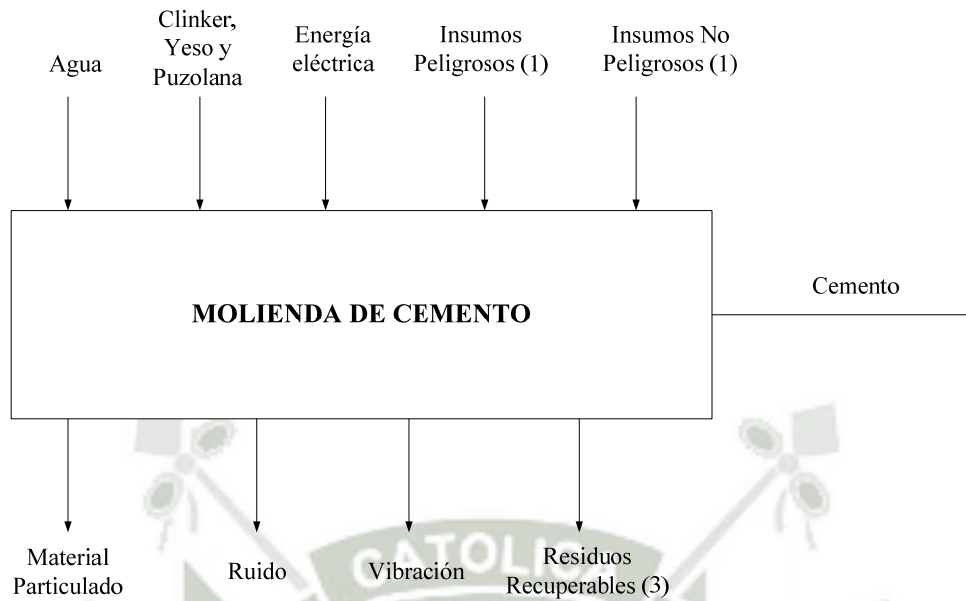 Agua
Clinker,
Yeso y
Puzolana
Energía
eléctrica
Insumos
Peligrosos (1)
Insumos No
Peligrosos (1)
MOLIENDA DE CEMENTO
Cemento
Material
Particulado
Ruido
Vibración
Residuos
Recuperables (3)
CATOLICA